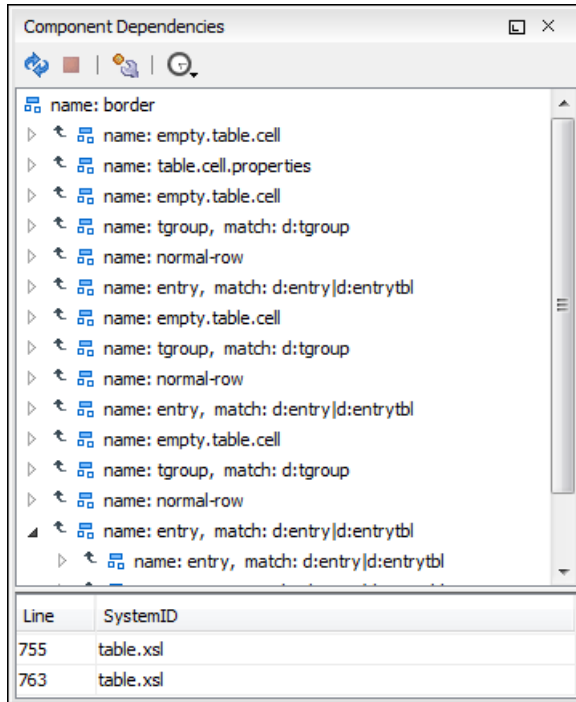 Component Dependencies
name: border
name: empty.table.cell
name: table.cell.properties
name: empty.table.cell
name: tgroup, match: d:tgroup
name: normal-row
name: entry, match: d:entry|d:entrytbl
name: empty.table.cell
name: tgroup, match: d:tgroup
name: normal-row
name: entry, match: d:entry|d:entrytbl
name: empty.table.cell
name: tgroup, match: d:tgroup
name: normal-row
name: entry, match: d:entry|d:entrytbl
name: entry, match: d:entry|d:entrytbl
Line SystemID
755 table.xsl
763 table.xsl